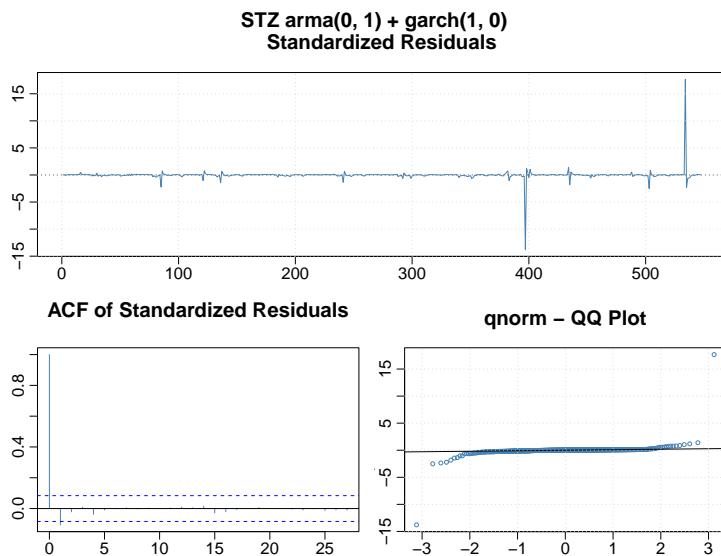 STZ arma(0, 1) + garch(1, 0)
Standardized Residuals
15
5
−5
−15
0 100 200 300 400 500
ACF of Standardized Residuals
0.8
0.4
0.0
0 5 10 15 20 25
qnorm − QQ Plot
15
5
−5
−15
−3 −2 −1 0 1 2 3